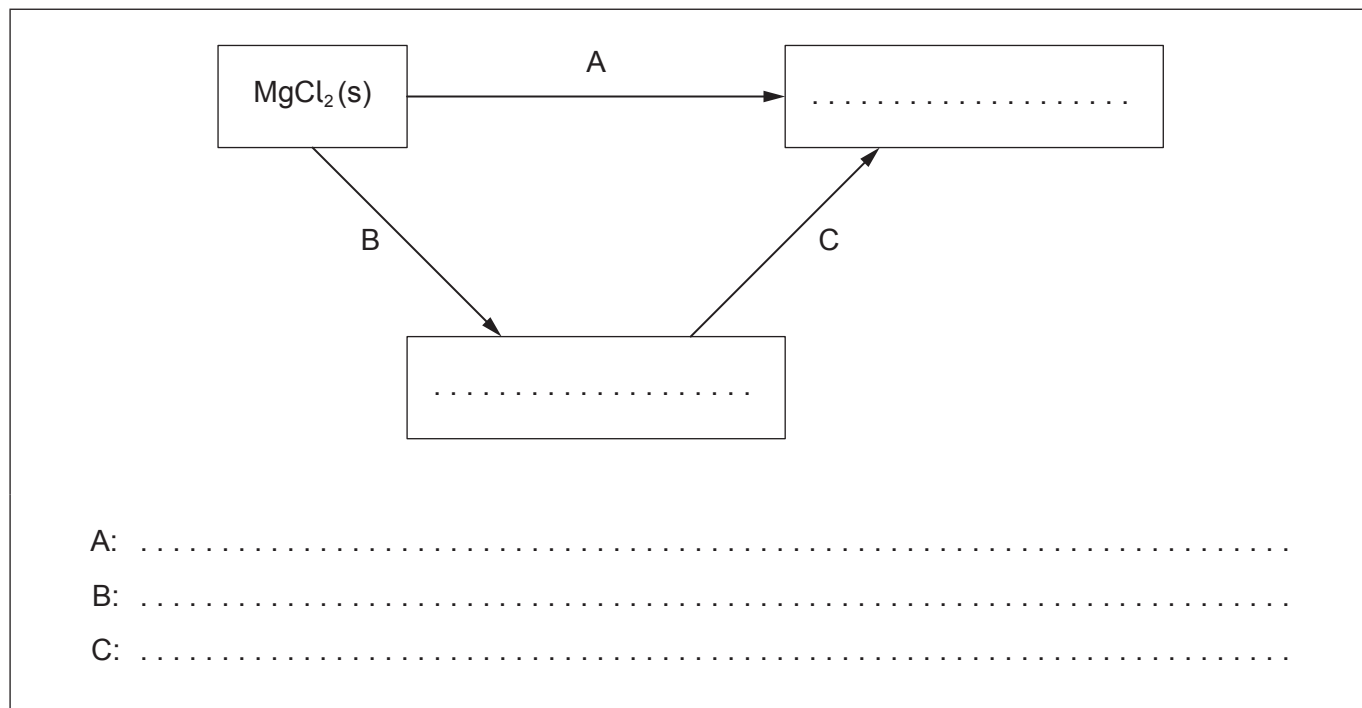 A
MgCl₂(s)
. . . . . . . . . . . . . . . . . . . .
B
C
. . . . . . . . . . . . . . . . . . . .
A: . . . . . . . . . . . . . . . . . . . . . . . . . . . . . . . . . . . . . . . . . . . . . . . . . . . . . . . . . . . . . . . . . . . . . . .
B: . . . . . . . . . . . . . . . . . . . . . . . . . . . . . . . . . . . . . . . . . . . . . . . . . . . . . . . . . . . . . . . . . . . . . . .
C: . . . . . . . . . . . . . . . . . . . . . . . . . . . . . . . . . . . . . . . . . . . . . . . . . . . . . . . . . . . . . . . . . . . . . . .